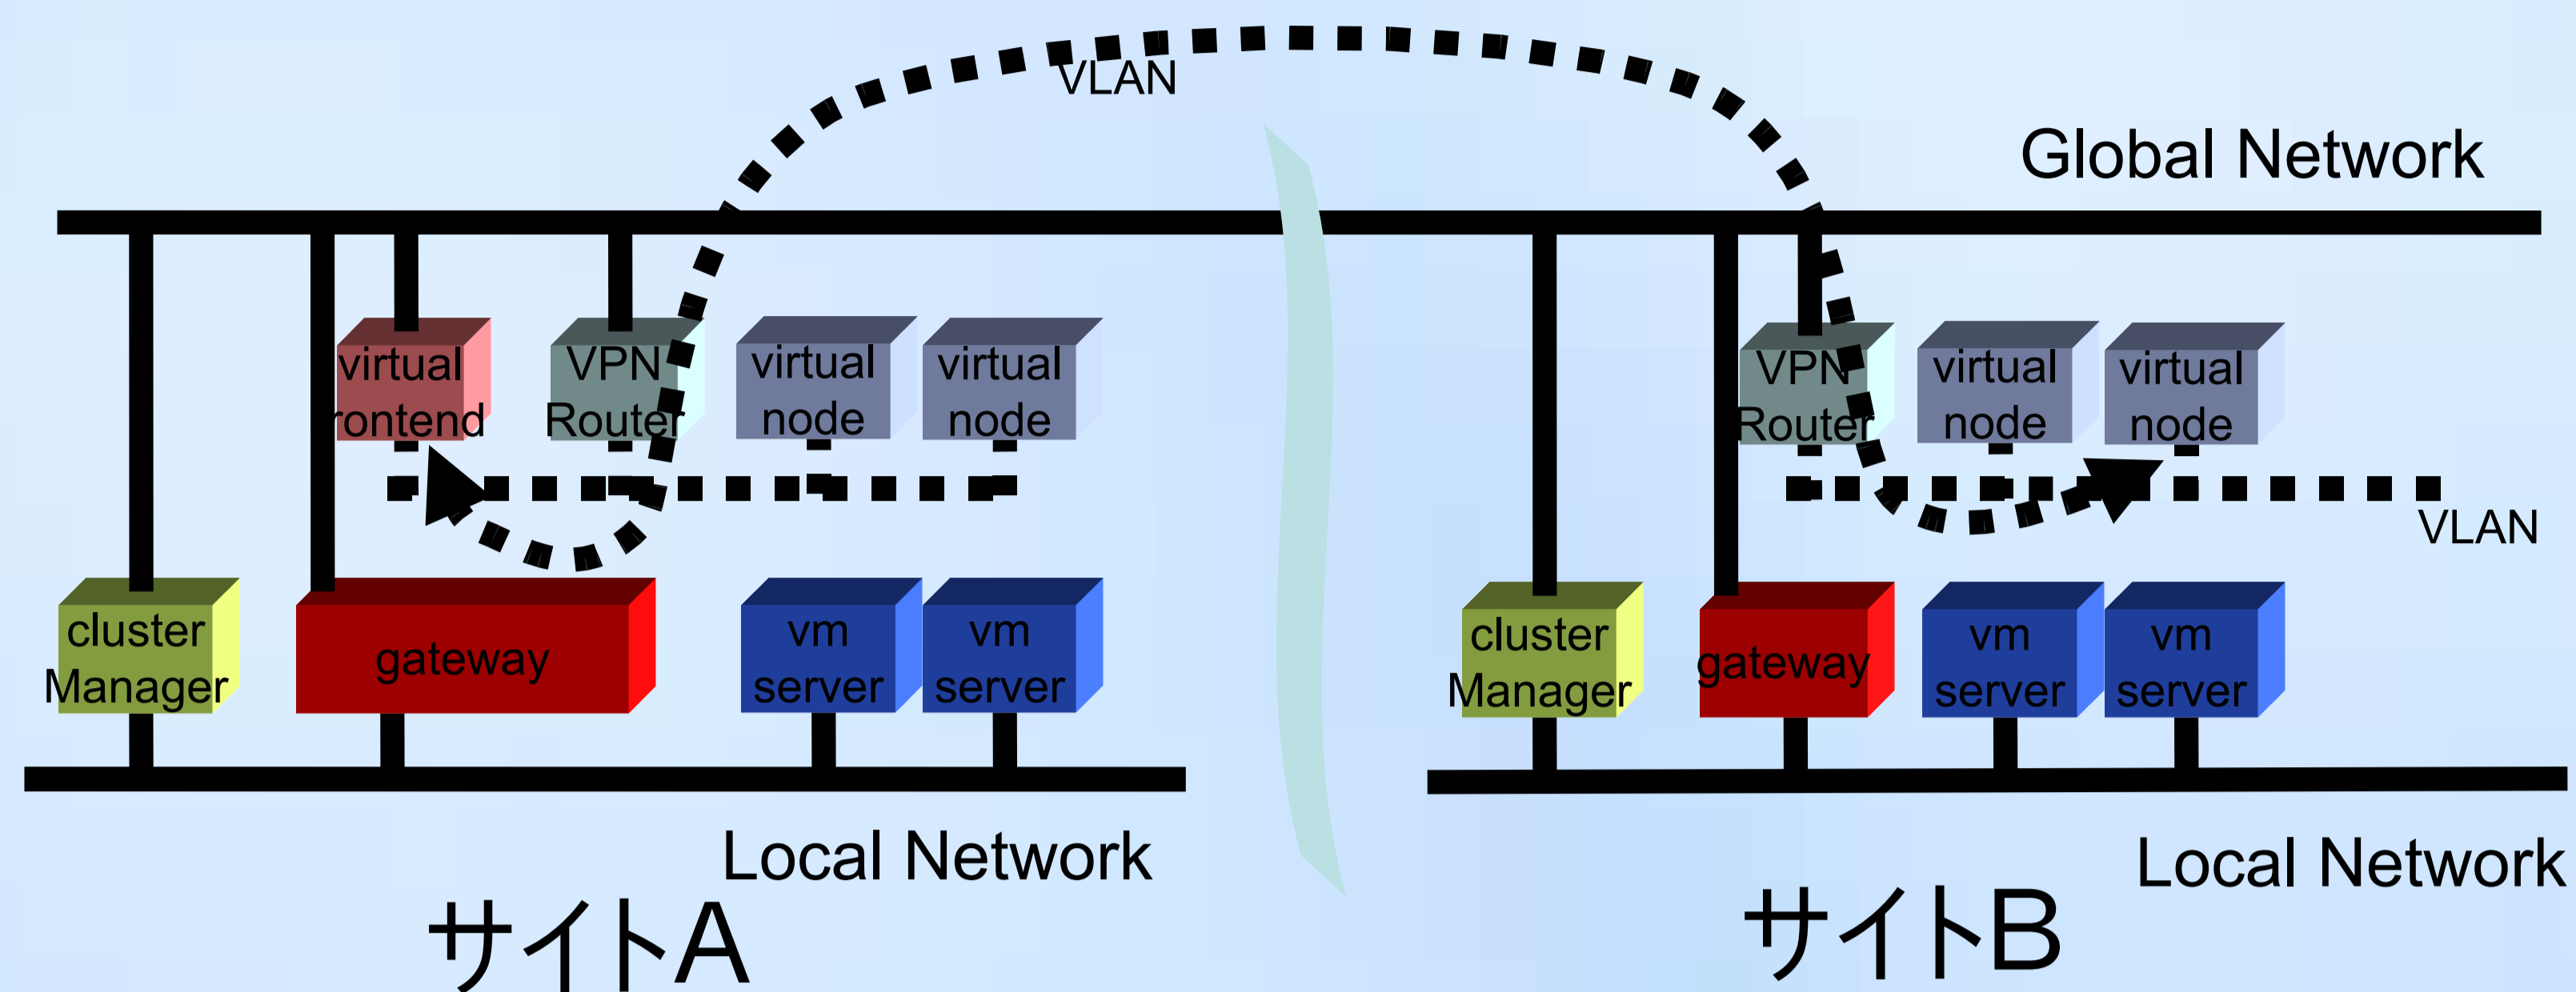 VLAN
Global Network
virtual
rontend
VPN
Router
virtual
node
virtual
node
VPN
Router
virtual
node
virtual
node
VLAN
cluster
Manager
gateway
vm
server
vm
server
cluster
Manager
gateway
vm
server
vm
server
Local Network
Local Network
サイトA
サイトB